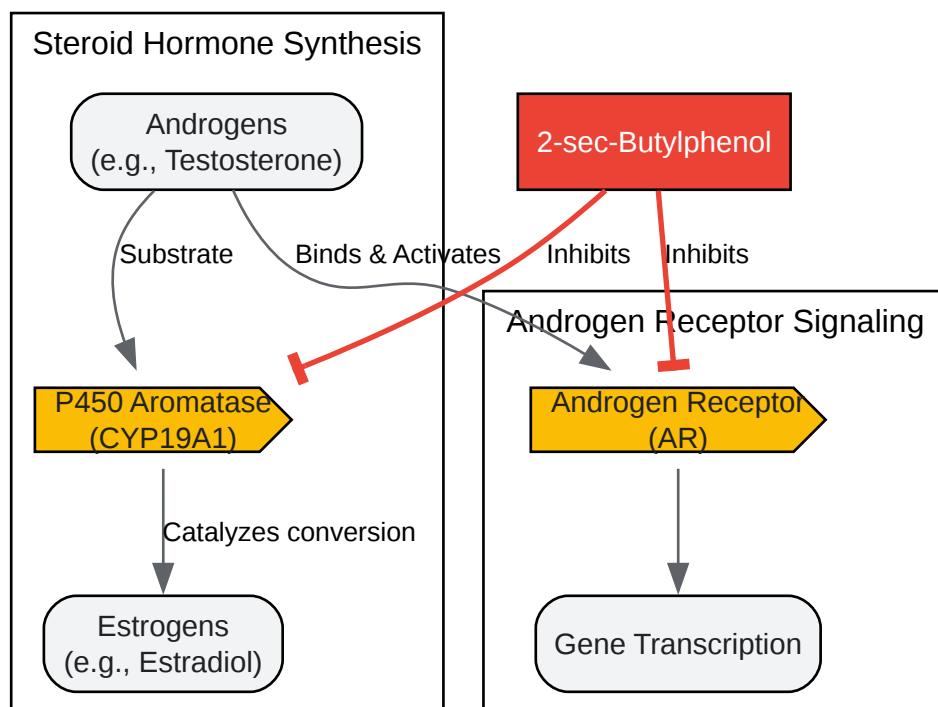 Steroid Hormone Synthesis
Androgens
(e.g., Testosterone)
2-sec-Butylphenol
Substrate
Binds & Activates
Inhibits
Inhibits
Androgen Receptor Signaling
P450 Aromatase
(CYP19A1)
Androgen Receptor
(AR)
Catalyzes conversion
Estrogens
(e.g., Estradiol)
Gene Transcription